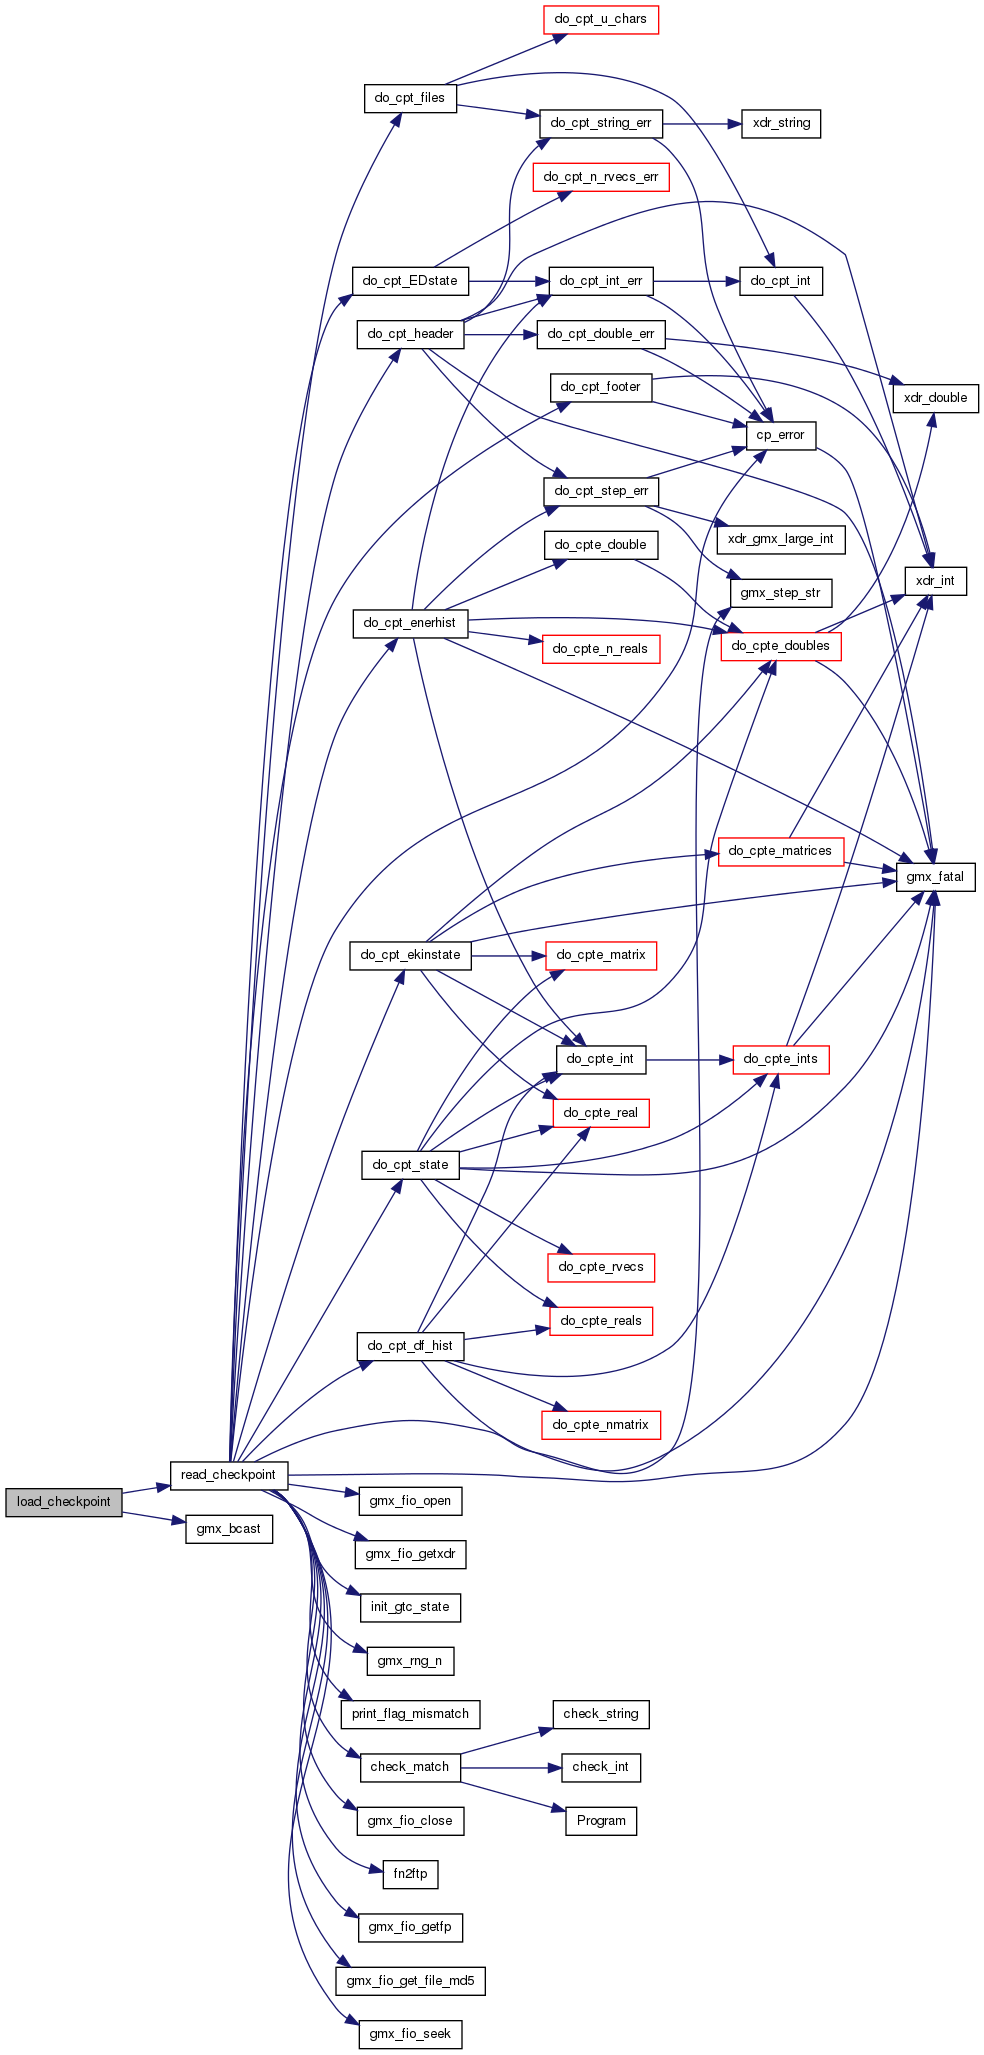 do_cpt_u_chars
do_cpt_files
do_cpt_string_err
xdr_string
do_cpt_n_rvecs_err
do_cpt_EDstate
do_cpt_int_err
do_cpt_int
do_cpt_header
do_cpt_double_err
do_cpt_footer
xdr_double
cp_error
do_cpt_step_err
xdr_gmx_large_int
do_cpte_double
xdr_int
gmx_step_str
do_cpt_enerhist
do_cpte_n_reals
do_cpte_doubles
do_cpte_matrices
gmx_fatal
do_cpt_ekinstate
do_cpte_matrix
do_cpte_int
do_cpte_ints
do_cpte_real
do_cpt_state
do_cpte_rvecs
do_cpte_reals
do_cpt_df_hist
do_cpte_nmatrix
read_checkpoint
load_checkpoint
gmx_fio_open
gmx_bcast
gmx_fio_getxdr
init_gtc_state
gmx_rng_n
print_flag_mismatch
check_string
check_match
check_int
gmx_fio_close
Program
fn2ftp
gmx_fio_getfp
gmx_fio_get_file_md5
gmx_fio_seek